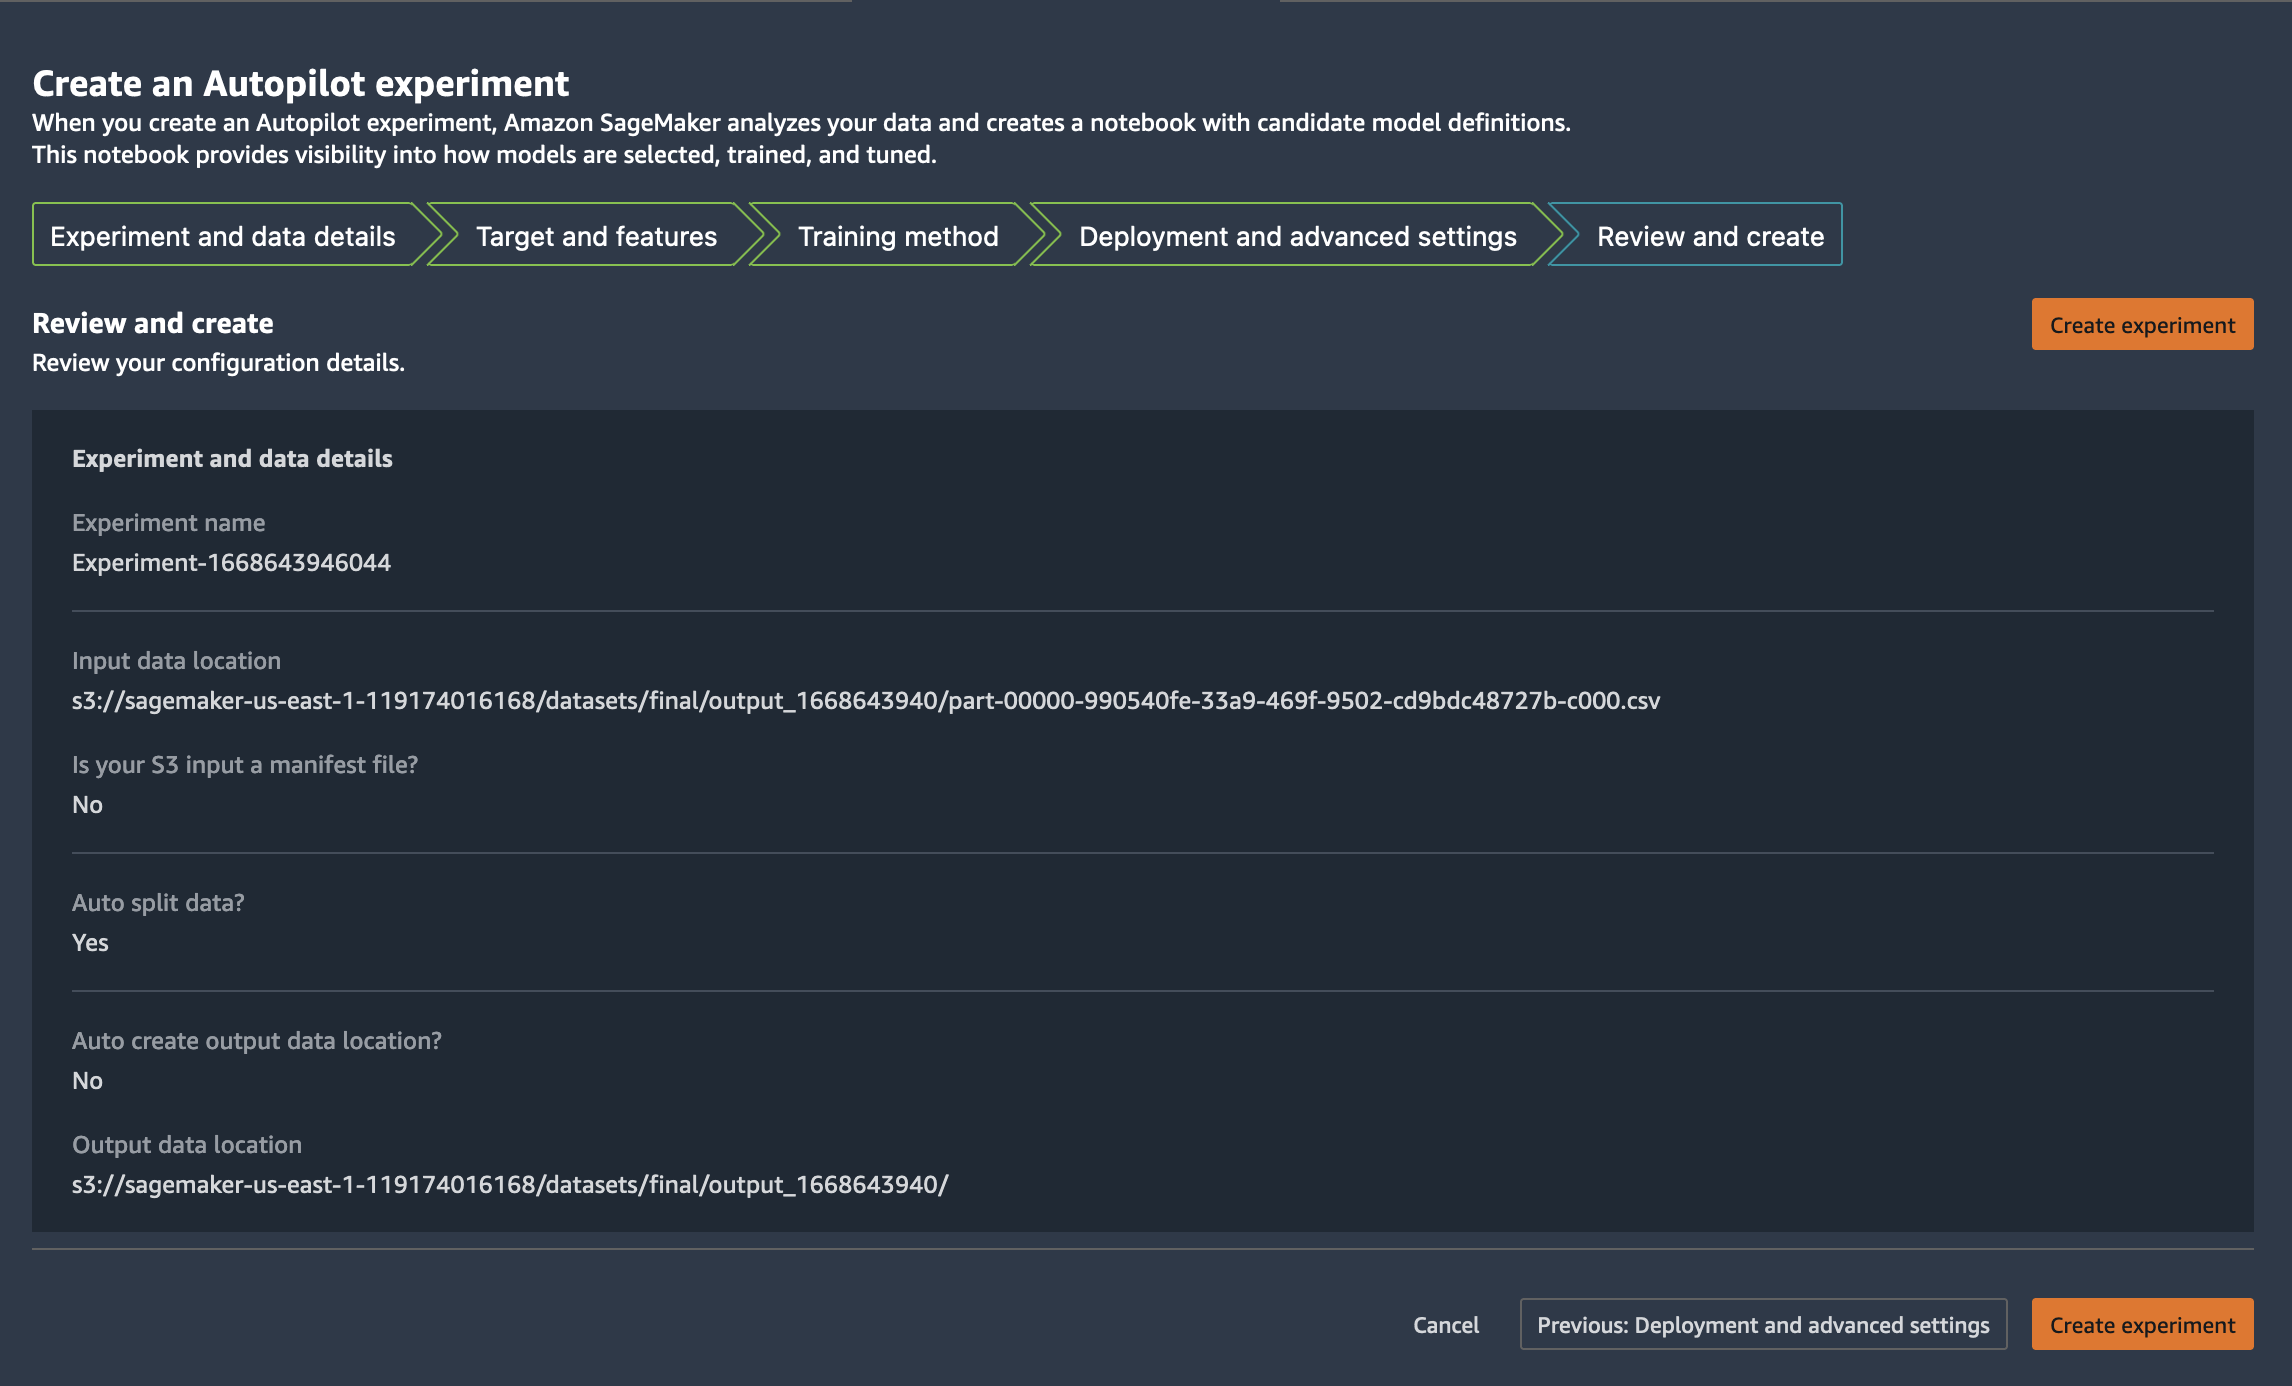 Create an Autopilot experiment
When you create an Autopilot experiment, Amazon SageMaker analyzes your data and creates a notebook with candidate model definitions.
This notebook provides visibility into how models are selected, trained, and tuned.
Experiment and data details
Target and features
Training method
Deployment and advanced settings
Review and create
Review and create
Create experiment
Review your configuration details.
Experiment and data details
Experiment name
Experiment-1668643946044
Input data location
s3://sagemaker-us-east-1-119174016168/datasets/final/output_1668643940/part-00000-990540fe-33a9-469f-9502-cd9bdc48727b-c000.csv
Is your S3 input a manifest file?
No
Auto split data?
Yes
Auto create output data location?
No
Output data location
s3://sagemaker-us-east-1-119174016168/datasets/final/output_1668643940/
Cancel
Previous: Deployment and advanced settings
Create experiment